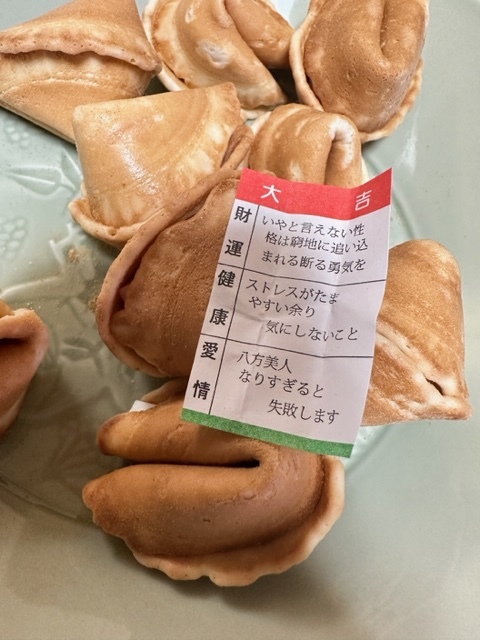 大吉
財運
いやと言えない性
格は窮地に追い込
まれる断る勇気を
健康
ストレスがたま
やすい余り
気にしないこと
愛情
八方美人
なりすぎると
失敗します